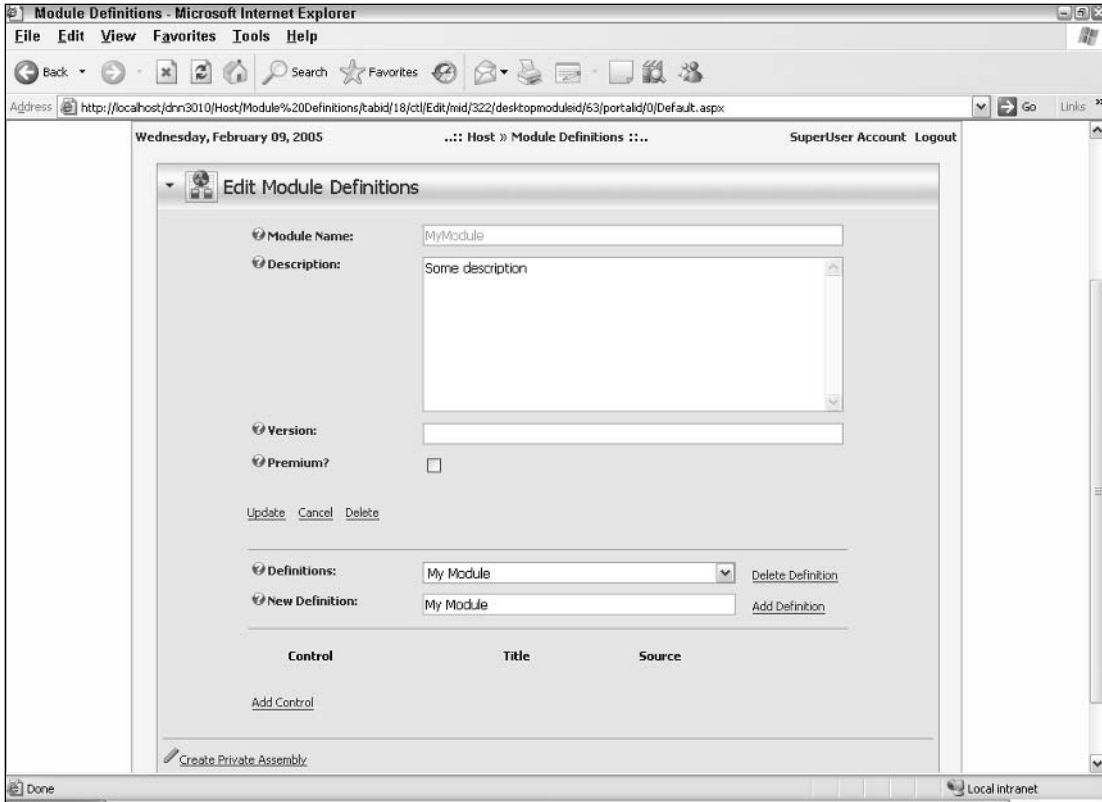 Module Definitions - Microsoft Internet Explorer
File Edit View Favorites Tools Help
Back Search Favorites
Address http://localhost/dnn3010/Host/Module%20Definitions/tabid/18/ctl/Edit/mid/322/desktopmoduleid/63/portalid/0/Default.aspx Go Links »
Wednesday, February 09, 2005 ..:: Host » Module Definitions ::.. SuperUser Account Logout
Edit Module Definitions
Module Name: MyModule
Description: Some description
Version:
Premium?
Update Cancel Delete
Definitions: My Module Delete Definition
New Definition: My Module Add Definition
Control Title Source
Add Control
Create Private Assembly
Done Local intranet